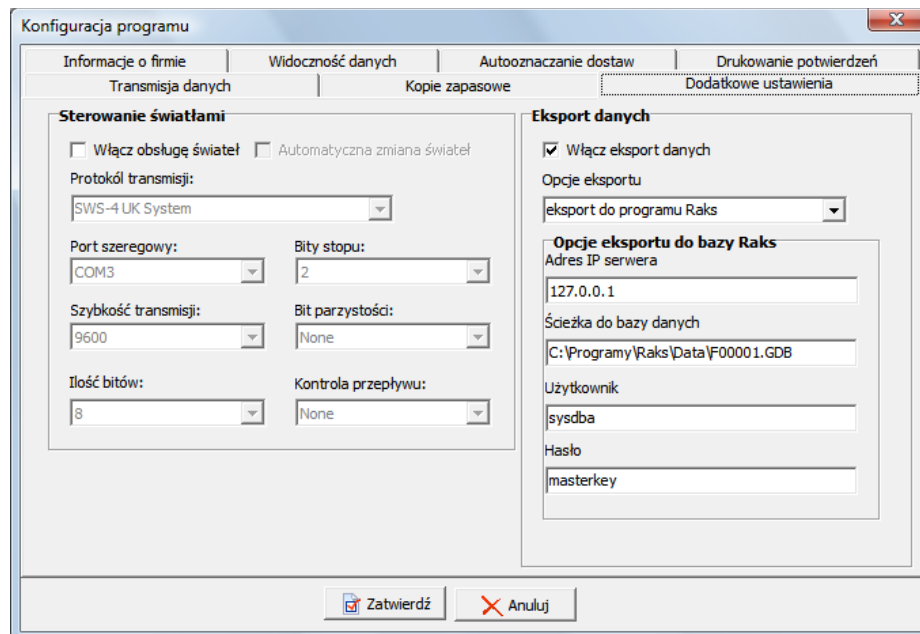 Konfiguracja programu
Informacje o firmie
Widoczność danych
Autooznaczanie dostaw
Drukowanie potwierdzeń
Transmisja danych
Kopie zapasowe
Dodatkowe ustawienia
Sterowanie światłami
Włącz obsługę świateł
Automatyczna zmiana świateł
Protokól transmisji:
SWS-4 UK System
Port szeregowy:
Bity stopu:
COM3
2
Szybkość transmisji:
Bit parzystości:
9600
None
Ilość bitów:
Kontrola przepływu:
8
None
Eksport danych
Włącz eksport danych
Opcje eksportu
eksport do programu Raks
Opcje eksportu do bazy Raks
Adres IP serwera
127.0.0.1
Ścieżka do bazy danych
C:\Programy\Raks\Data\F00001.GDB
Użytkownik
sysdba
Hasło
masterkey
Zatwierdź
Anuluj